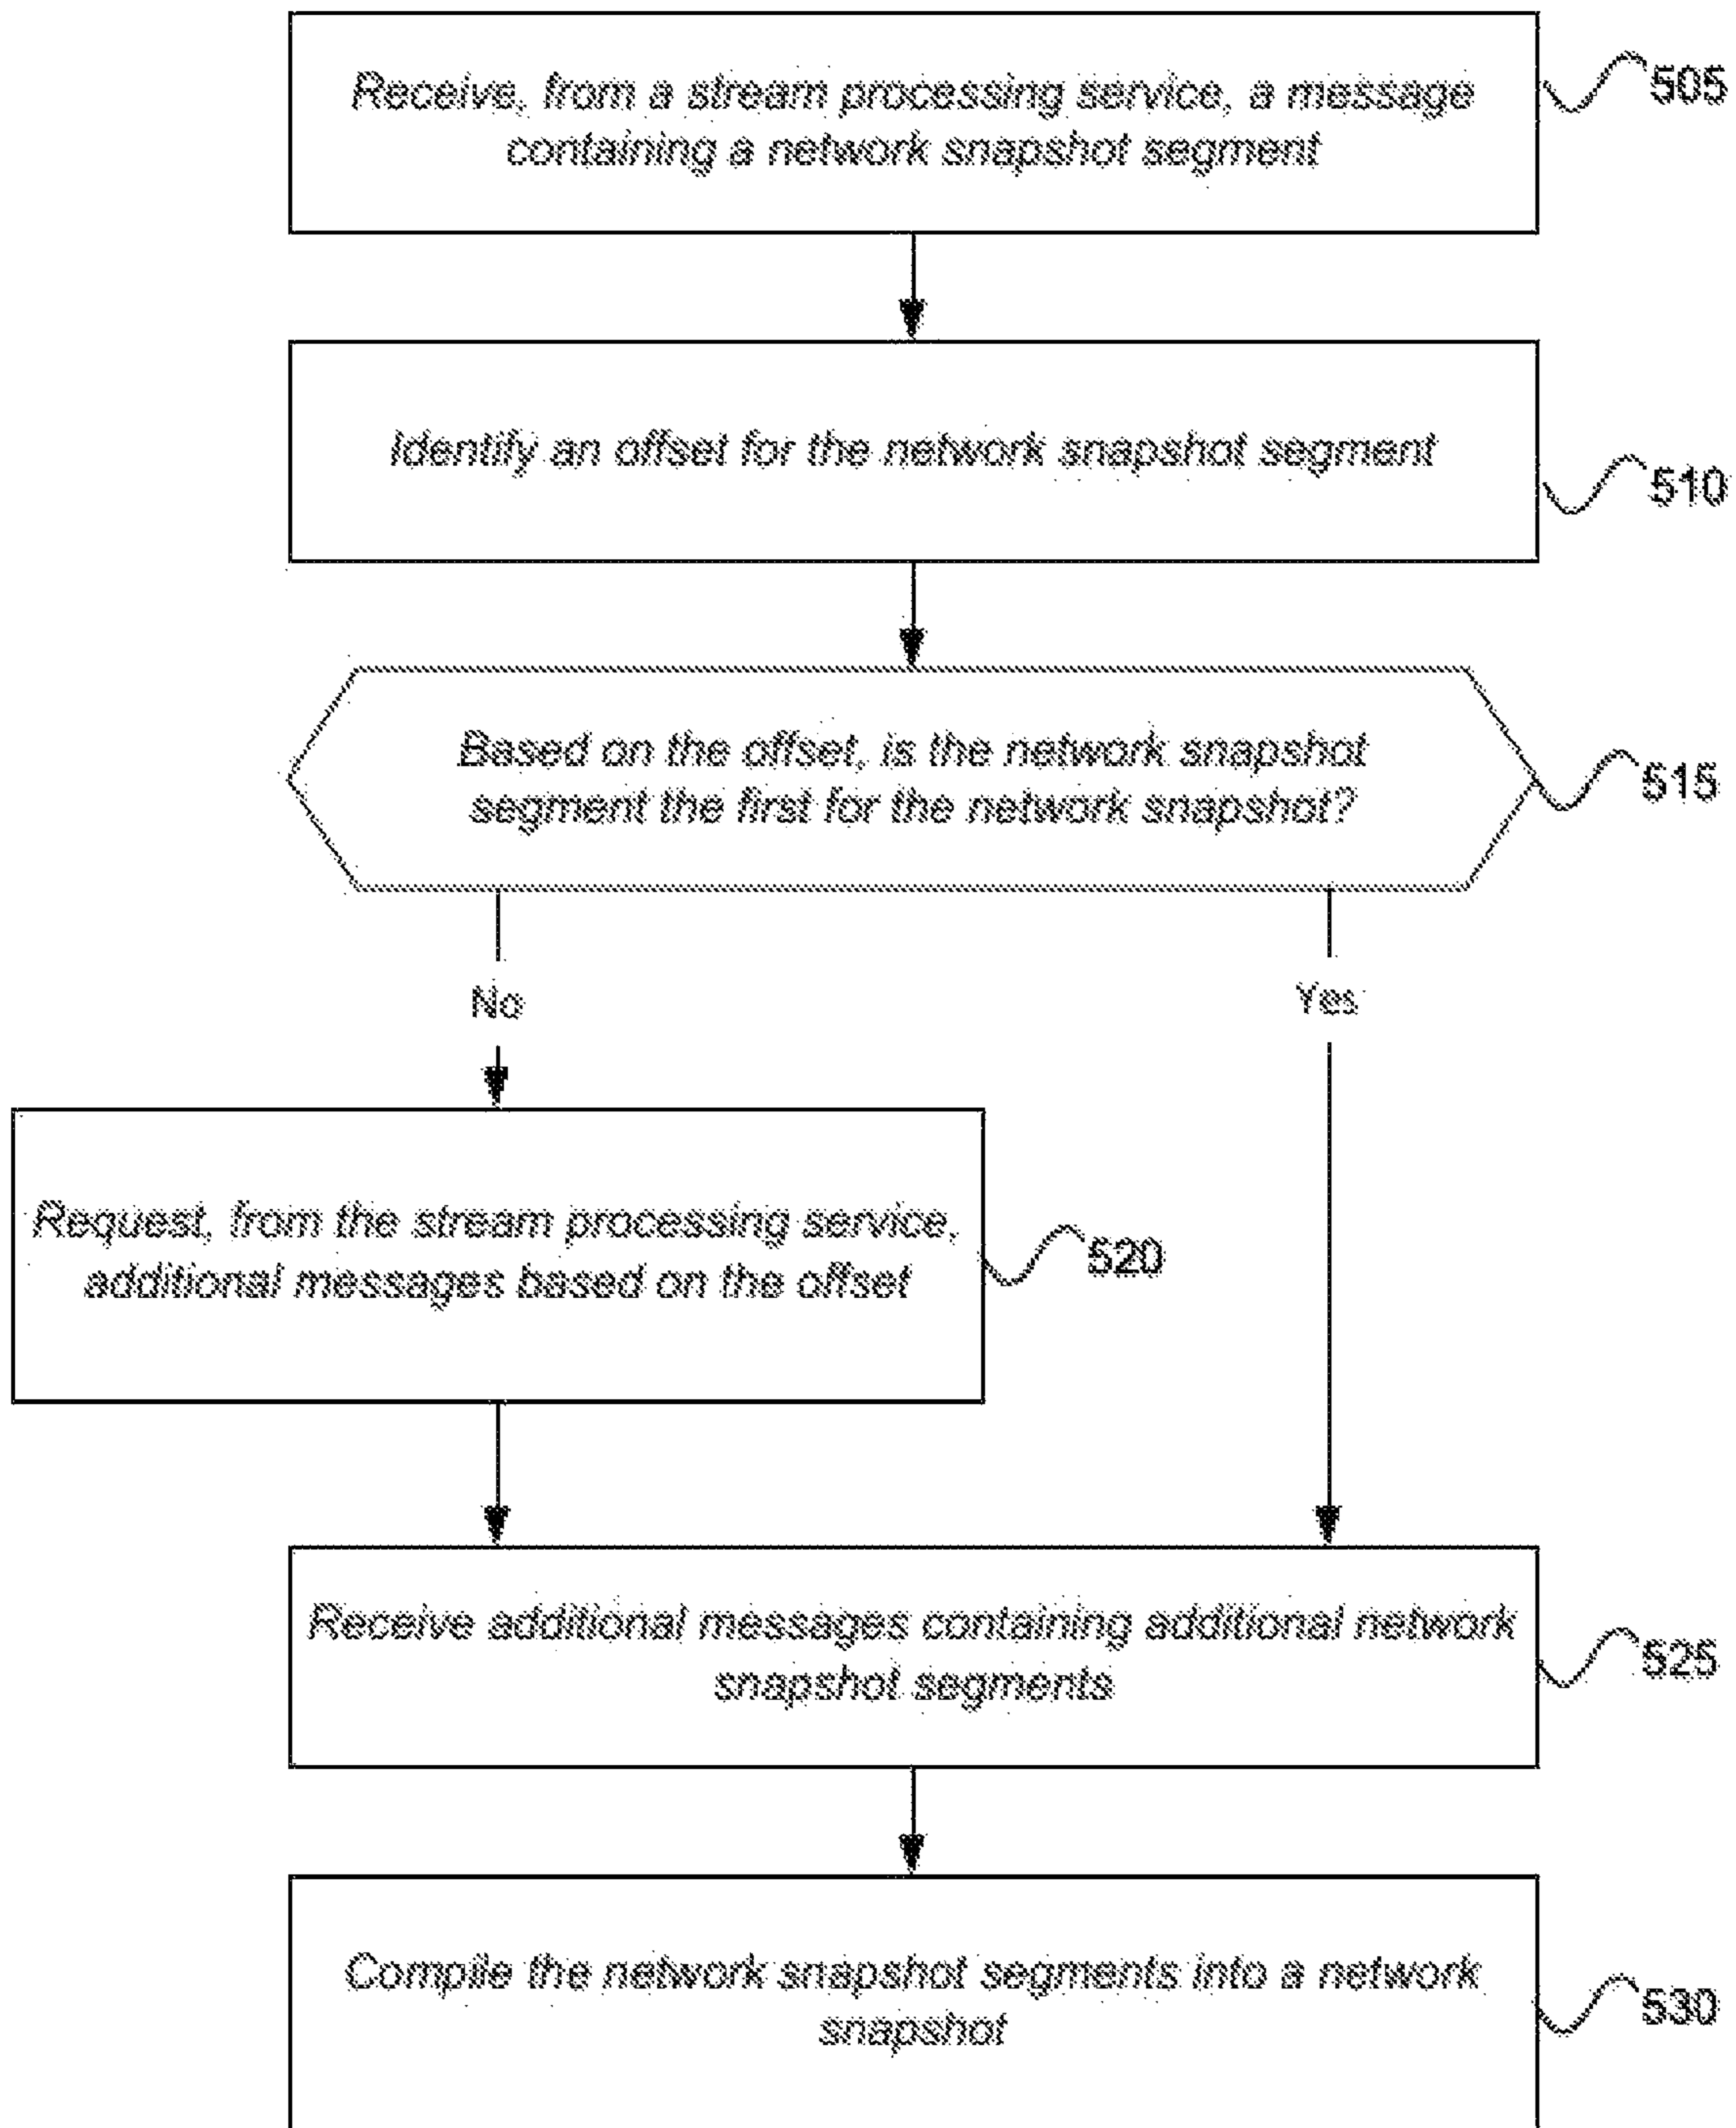 Receive, from a stream processing service, a message
containing a network snapshot segment
505
Identify an offset for the network snapshot segment
510
Based on the offset, is the network snapshot
segment the first for the network snapshot?
515
No
Yes
Request, from the stream processing service,
additional messages based on the offset
520
Receive additional messages containing additional network
snapshot segments
525
Compile the network snapshot segments into a network
snapshot
530